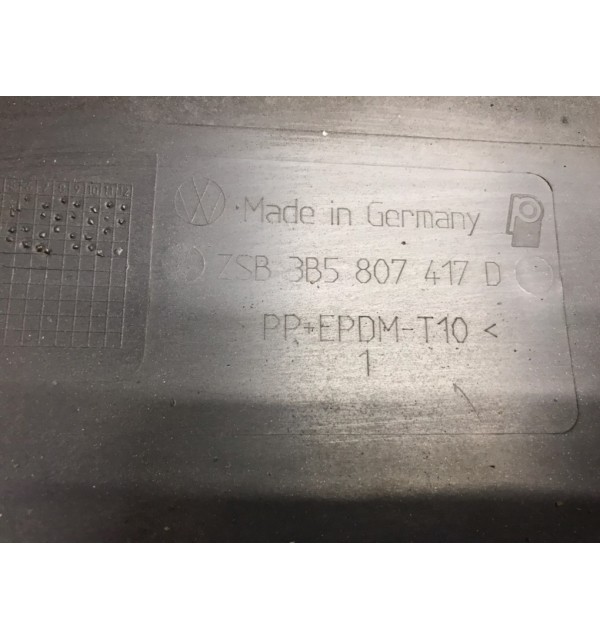 Made in Germany
ZSB 3B5 807 417 D
PP+EPDM-T10 <
1